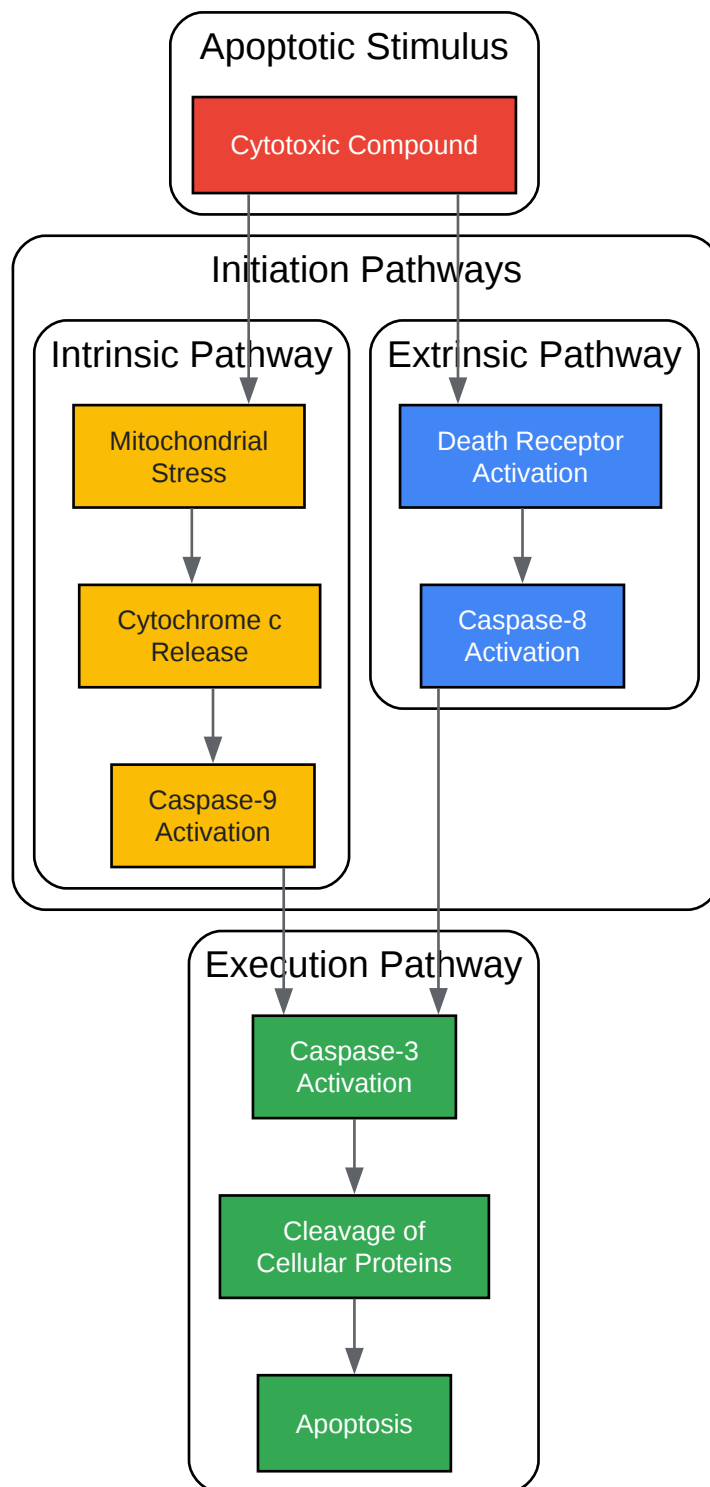 Apoptotic Stimulus
Cytotoxic Compound
Initiation Pathways
Intrinsic Pathway
Mitochondrial
Stress
Cytochrome c
Release
Caspase-9
Activation
Extrinsic Pathway
Death Receptor
Activation
Caspase-8
Activation
Execution Pathway
Caspase-3
Activation
Cleavage of
Cellular Proteins
Apoptosis